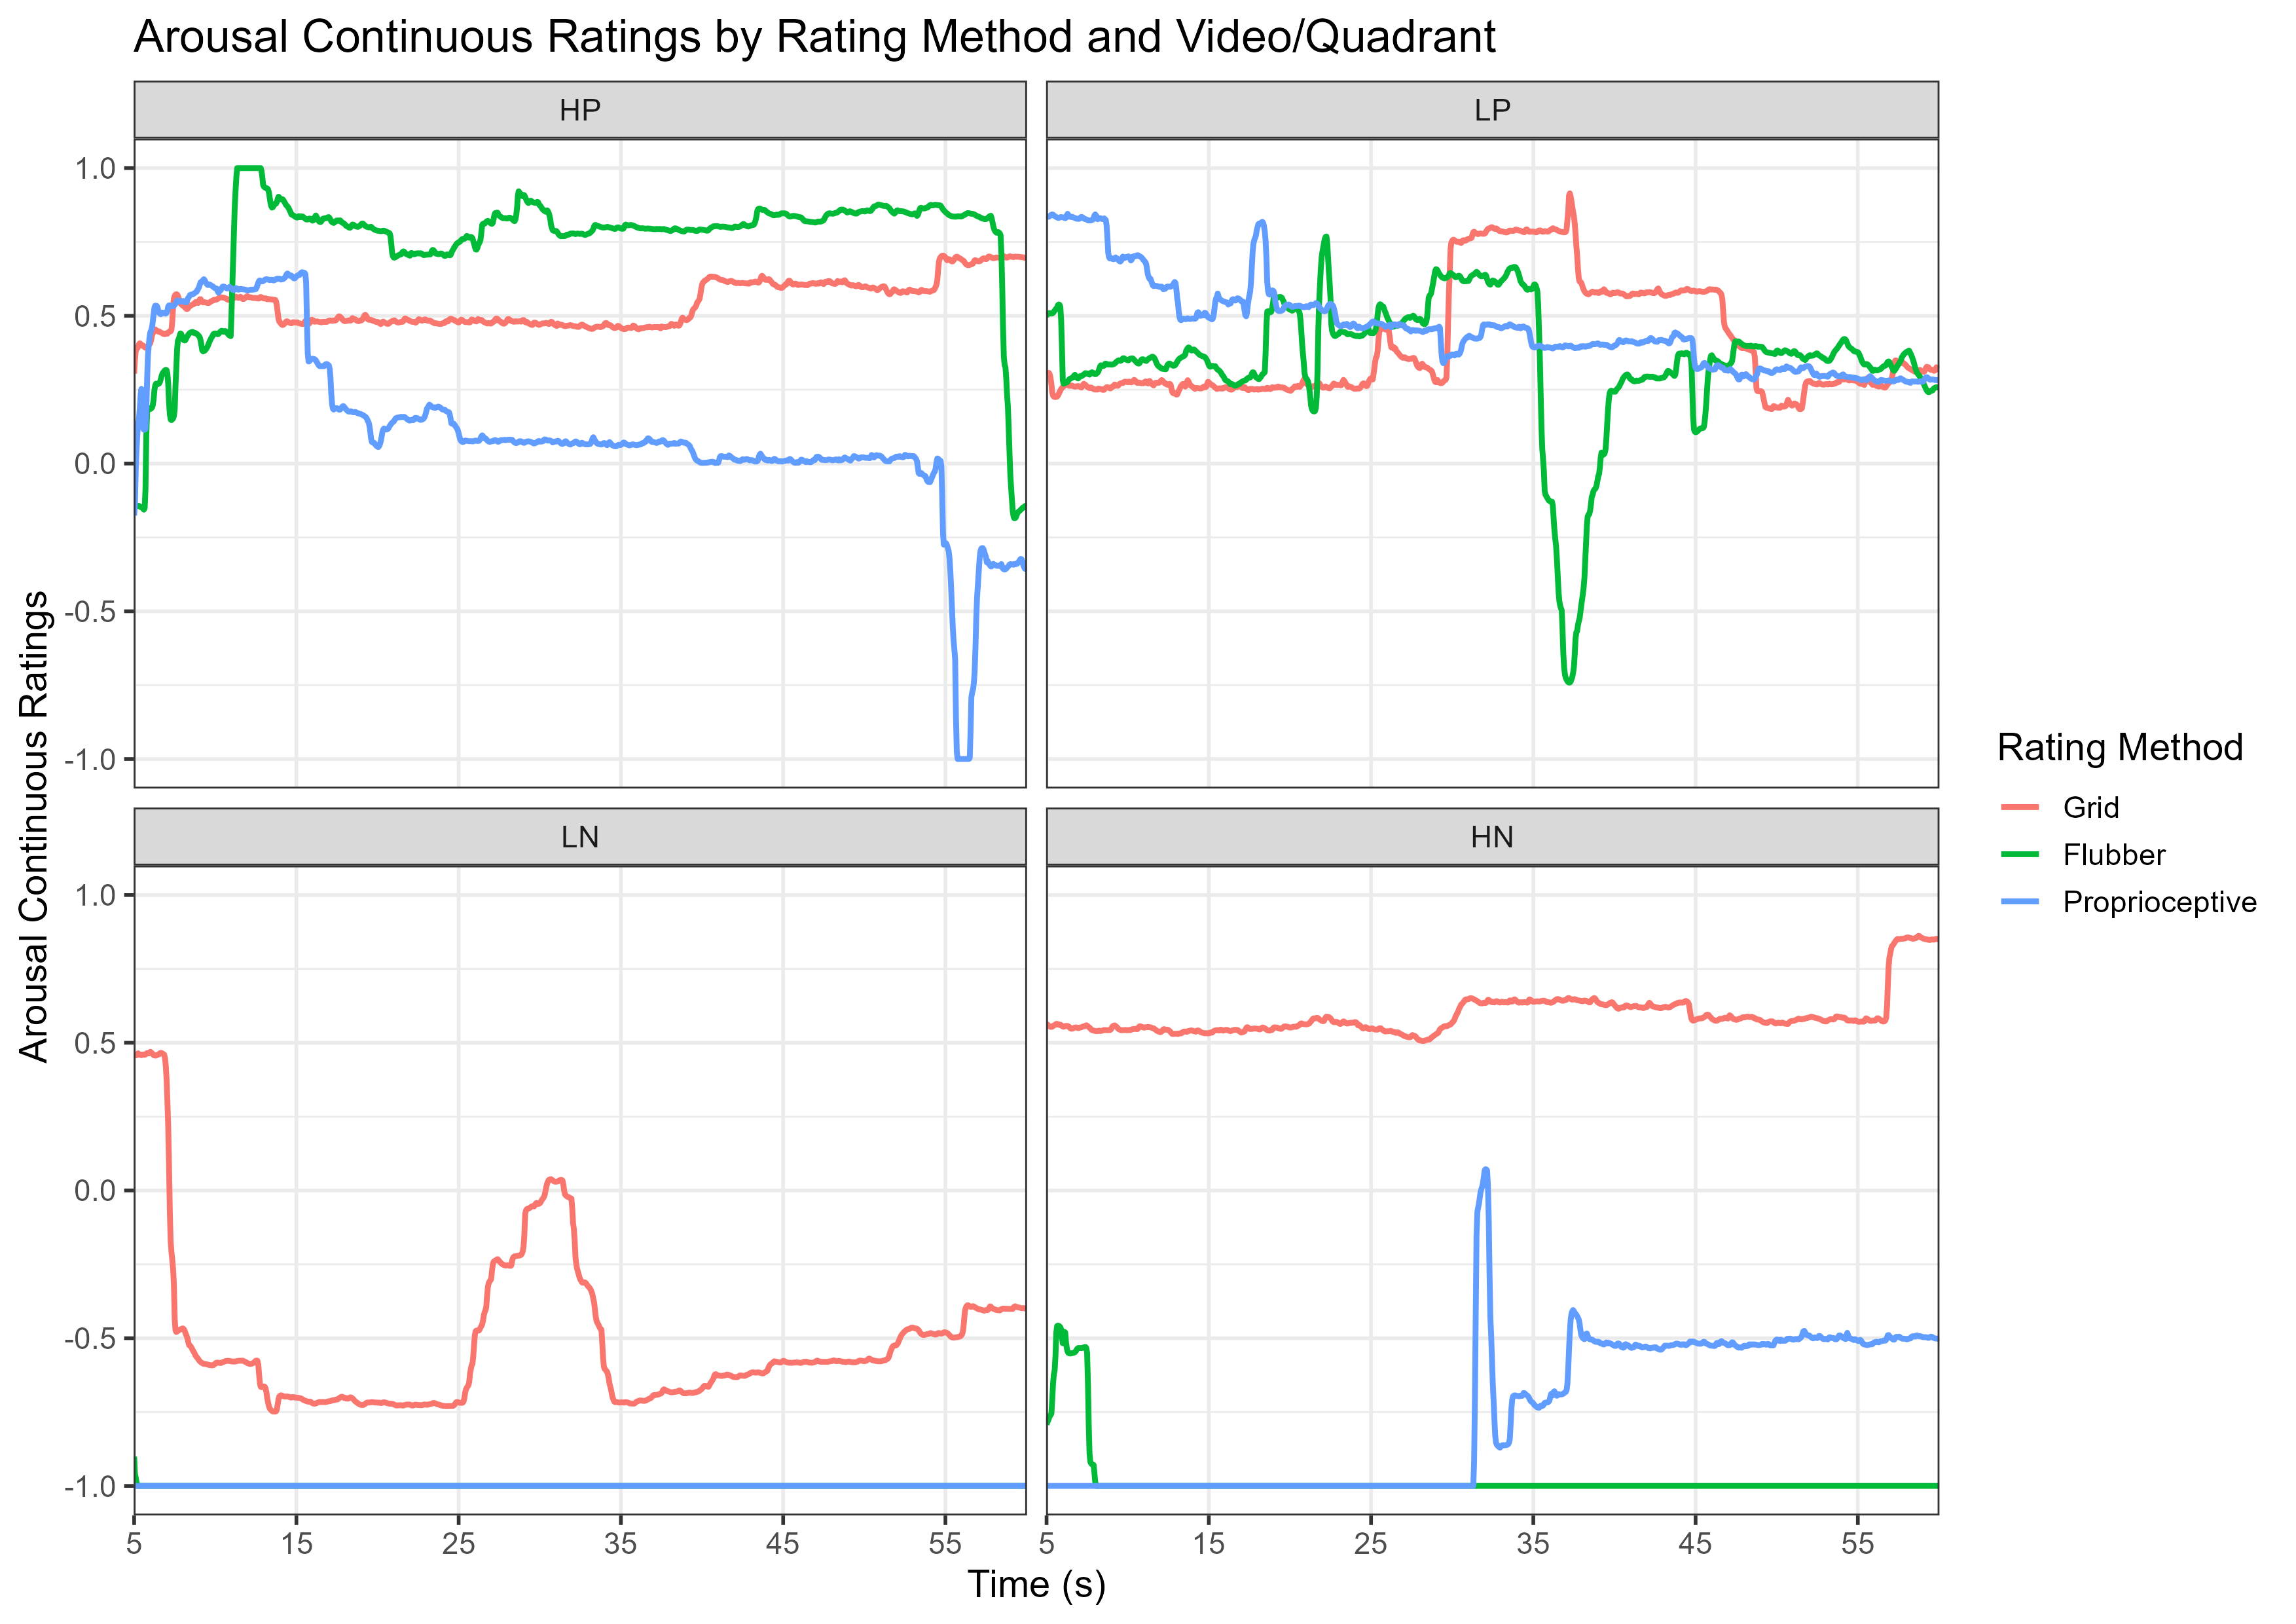 Arousal Continuous Ratings by Rating Method and Video/Quadrant
HP
LP
1.0
0.5
0.0
-0.5
-1.0
LN
HN
1.0
0.5
0.0
-0.5
-1.0
5 15 25 35 45 55
5 15 25 35 45 55
Time (s)
Arousal Continuous Ratings
Rating Method
Grid
Flubber
Proprioceptive